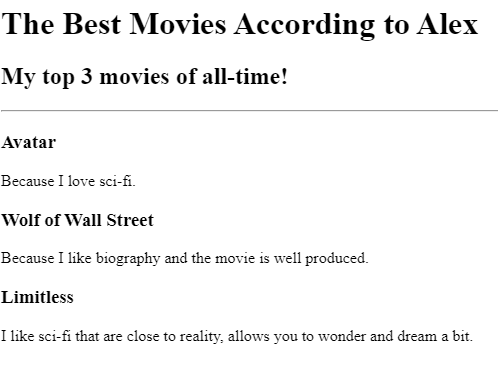 The Best Movies According to Alex
My top 3 movies of all-time!
Avatar
Because I love sci-fi.
Wolf of Wall Street
Because I like biography and the movie is well produced.
Limitless
I like sci-fi that are close to reality, allows you to wonder and dream a bit.